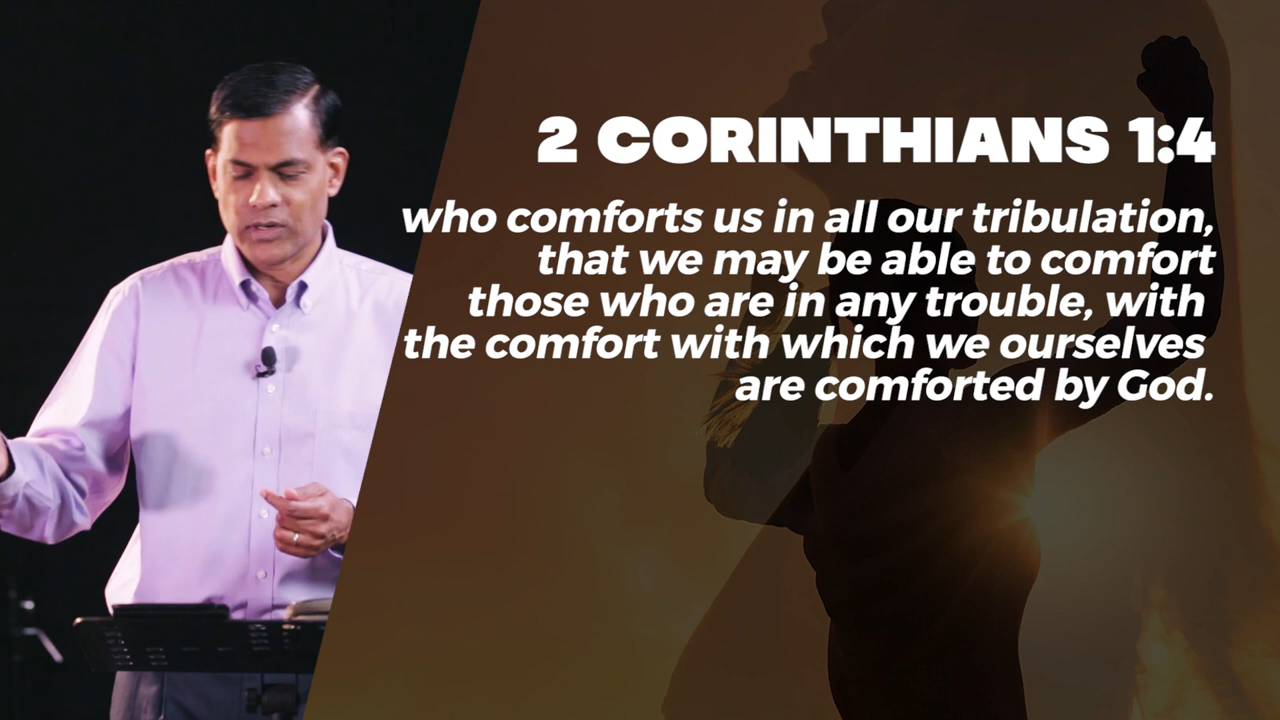 2 CORINTHIANS 1:4
who comforts us in all our tribulation,
that we may be able to comfort
those who are in any trouble, with
the comfort with which we ourselves
are comforted by God.